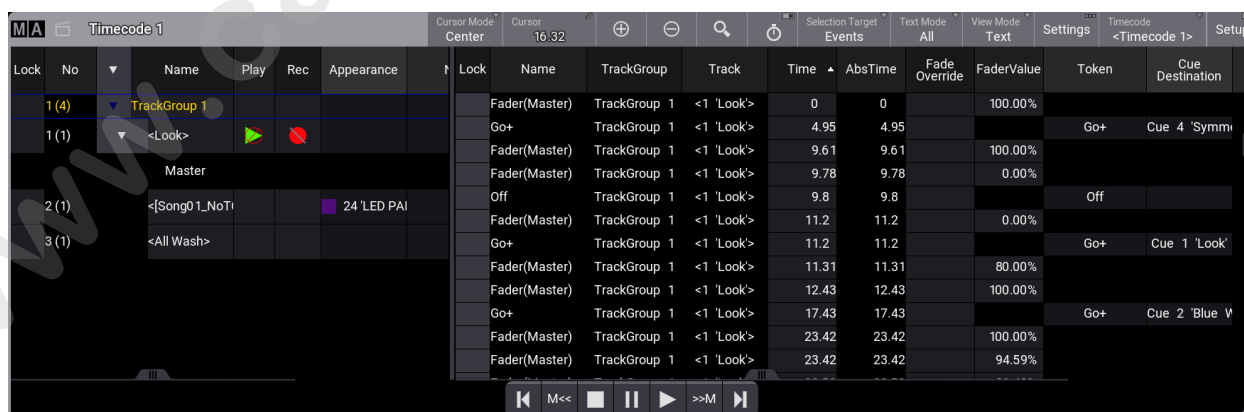 MA Timecode 1 Cursor Mode Center Cursor 16.32 Selection Target Events Text Mode All View Mode Text Settings Timecode <Timecode 1> Setup
Lock No Name Play Rec Appearance Lock Name TrackGroup Track Time AbsTime Fade Override FaderValue Token Cue Destination
1 (4) TrackGroup 1
1 (1) <Look>
Master
2 (1) <[Song01_NoT 24 'LED PAI
3 (1) <All Wash>
Fader(Master) TrackGroup 1 <1 'Look'> 0 0 100.00%
Go+ TrackGroup 1 <1 'Look'> 4.95 4.95 Go+ Cue 4 'Symm
Fader(Master) TrackGroup 1 <1 'Look'> 9.61 9.61 100.00%
Fader(Master) TrackGroup 1 <1 'Look'> 9.78 9.78 0.00%
Off TrackGroup 1 <1 'Look'> 9.8 9.8 Off
Fader(Master) TrackGroup 1 <1 'Look'> 11.2 11.2 0.00%
Go+ TrackGroup 1 <1 'Look'> 11.2 11.2 Go+ Cue 1 'Look'
Fader(Master) TrackGroup 1 <1 'Look'> 11.31 11.31 80.00%
Fader(Master) TrackGroup 1 <1 'Look'> 12.43 12.43 100.00%
Go+ TrackGroup 1 <1 'Look'> 17.43 17.43 Go+ Cue 2 'Blue W
Fader(Master) TrackGroup 1 <1 'Look'> 23.42 23.42 100.00%
Fader(Master) TrackGroup 1 <1 'Look'> 23.42 23.42 94.59%
M<< >>M